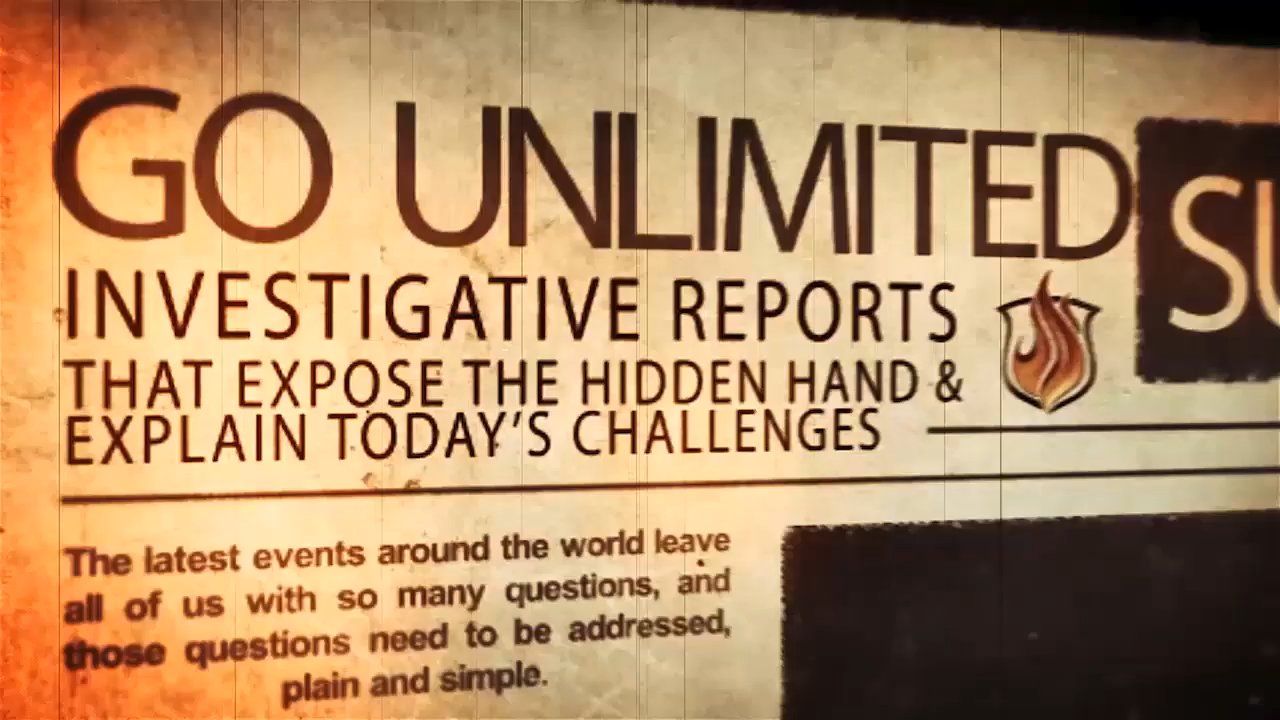 GO UNLIMITED
SU
INVESTIGATIVE REPORTS
THAT EXPOSE THE HIDDEN HAND &
EXPLAIN TODAY'S CHALLENGES
The latest events around the world leave
all of us with so many questions, and
those questions need to be addressed,
plain and simple.